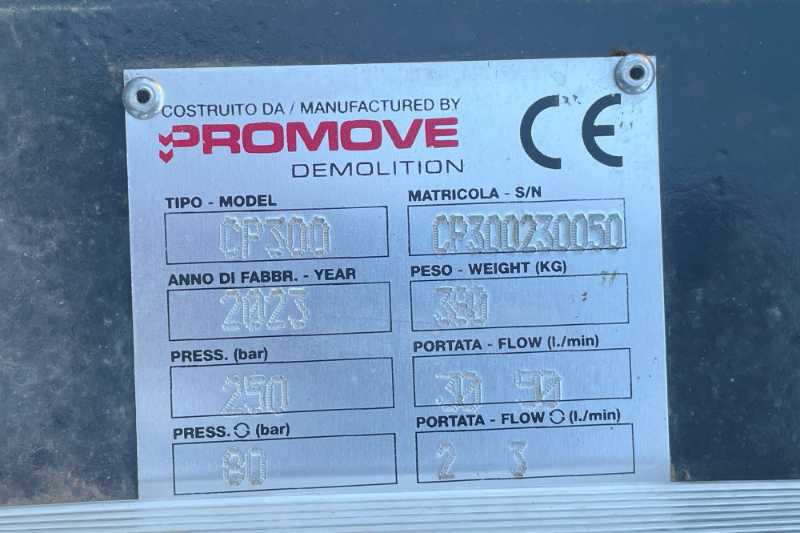 COSTRUITO DA / MANUFACTURED BY
PROMOVE
DEMOLITION
CE
TIPO - MODEL
CP300
MATRICOLA - S/N
CP300230050
ANNO DI FABBR. - YEAR
2023
PESO - WEIGHT (KG)
390
PRESS. (bar)
250
PORTATA - FLOW (l./min)
30 50
PRESS. (bar)
80
PORTATA - FLOW (l./min)
2 3